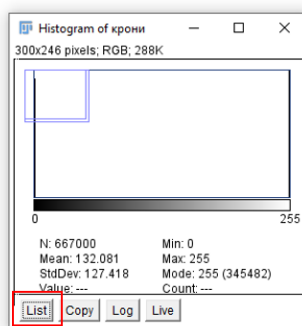 Histogram of крони
300x246 pixels; RGB; 288K
0 255
N: 667000 Min: 0
Mean: 132.081 Max: 255
StdDev: 127.418 Mode: 255 (345482)
Value: --- Count: ---
List Copy Log Live